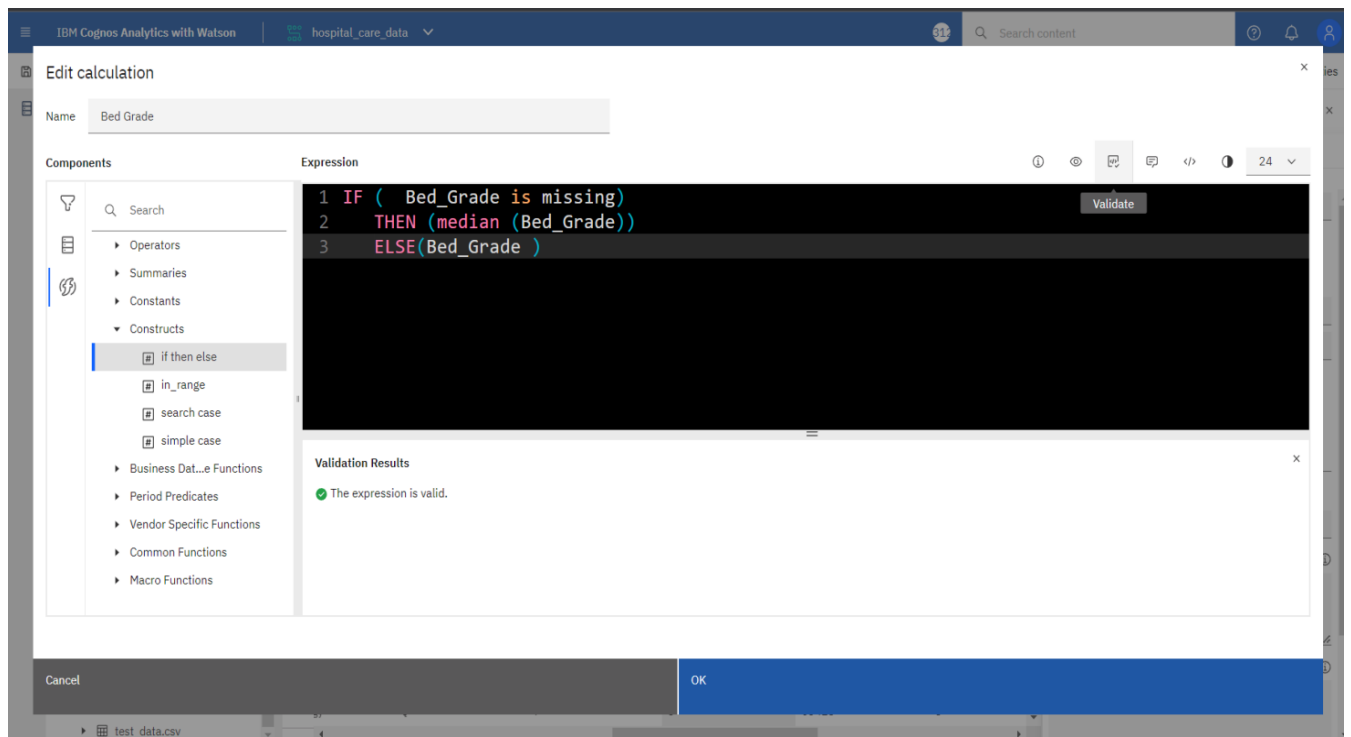 IBM Cognos Analytics with Watson
hospital_care_data
312
Search content
Edit calculation
ies
Name
Bed Grade
Components
Expression
24
Validate
Search
Operators
Summaries
Constants
Constructs
if then else
in_range
search case
simple case
Business Dat...e Functions
Period Predicates
Vendor Specific Functions
Common Functions
Macro Functions
1 IF ( Bed_Grade is missing)
2 THEN (median (Bed_Grade))
3 ELSE(Bed_Grade )
Validation Results
The expression is valid.
Cancel
OK
test_data.csv